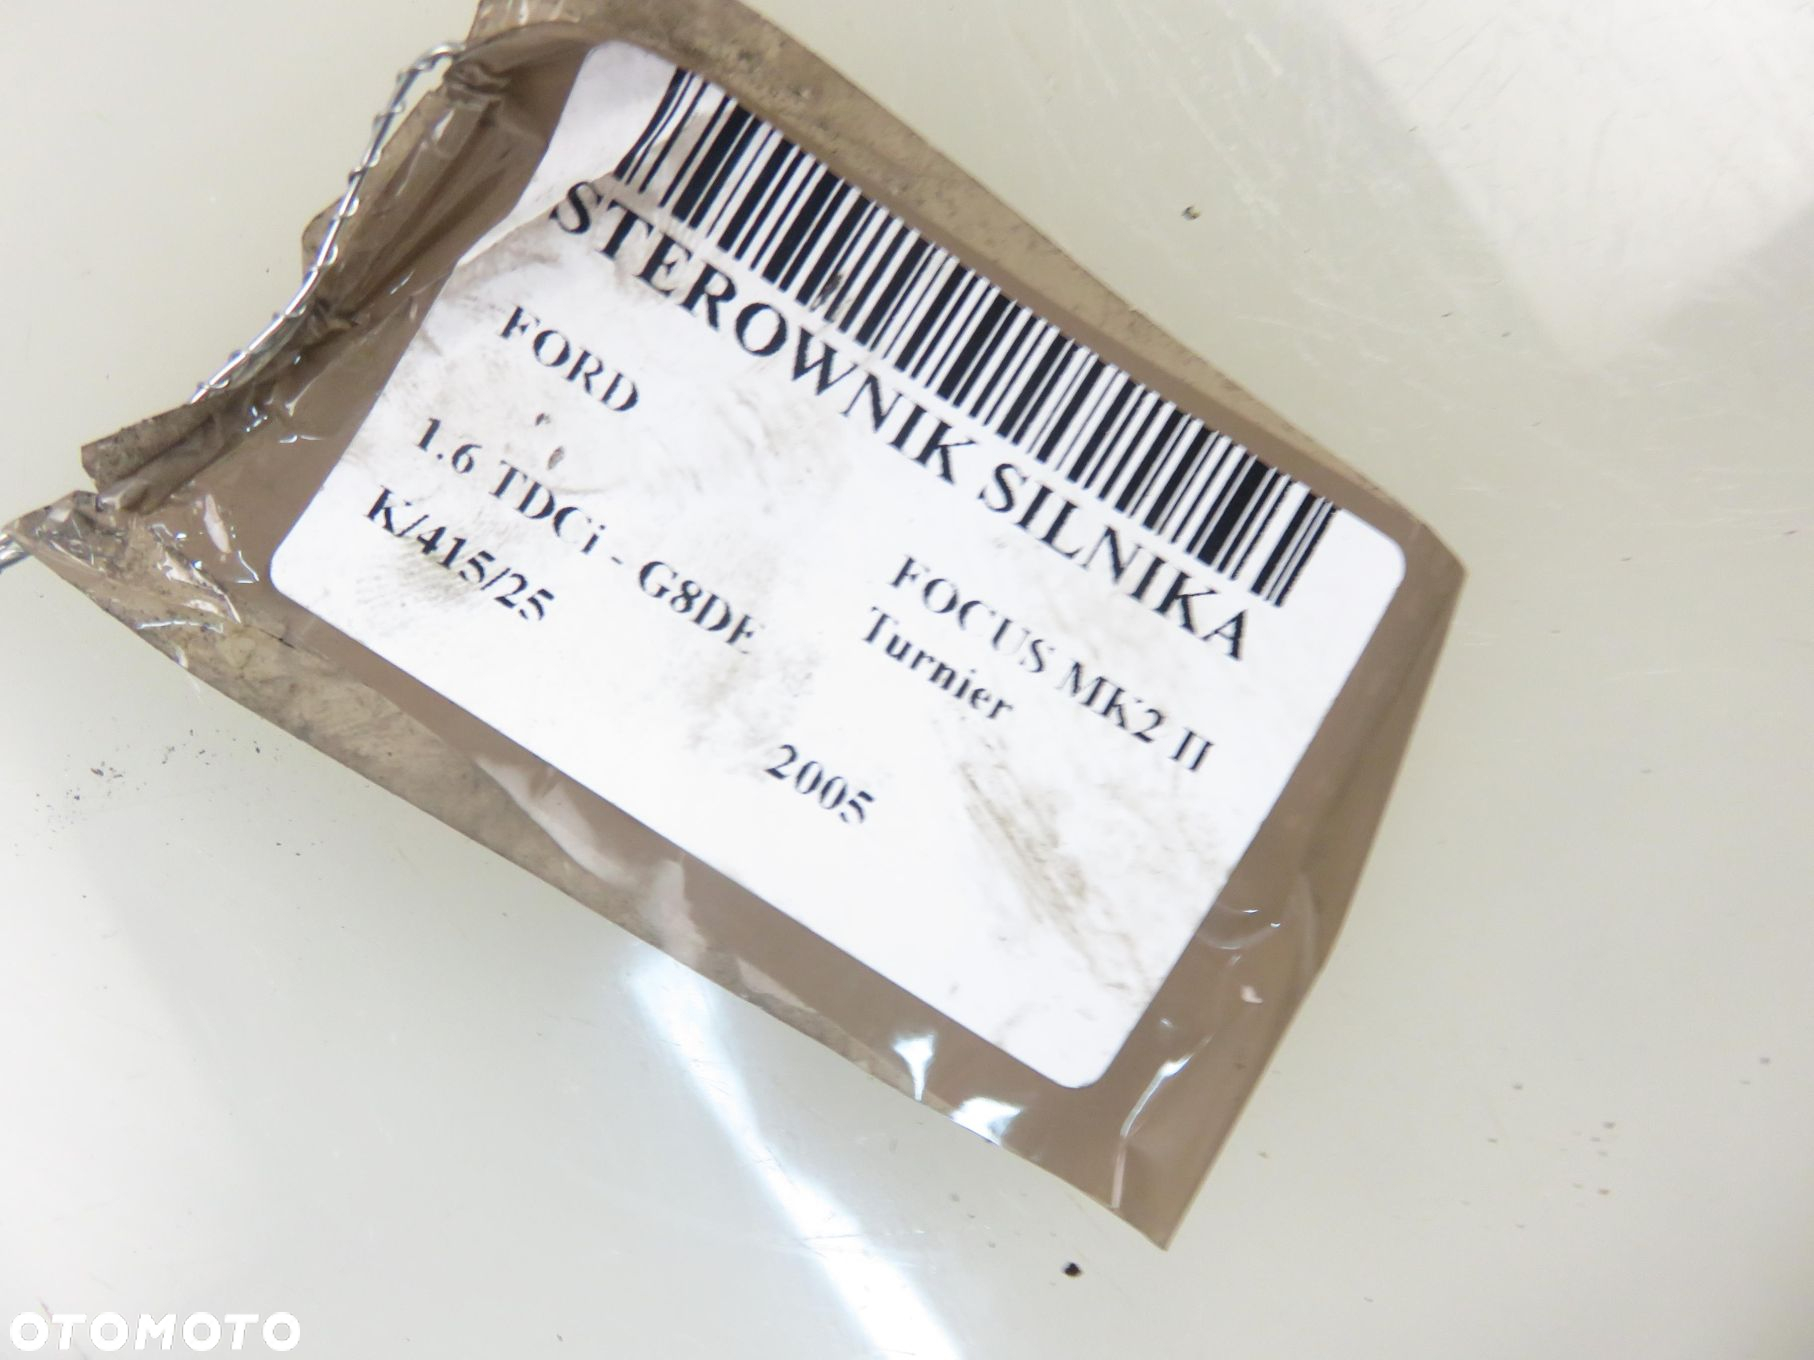 STEROWNIK SILNIKA
FORD
FOCUS MK2 II
Turnier
1.6 TDCi - G8DE
2005
K/415/25
OTOMOTO